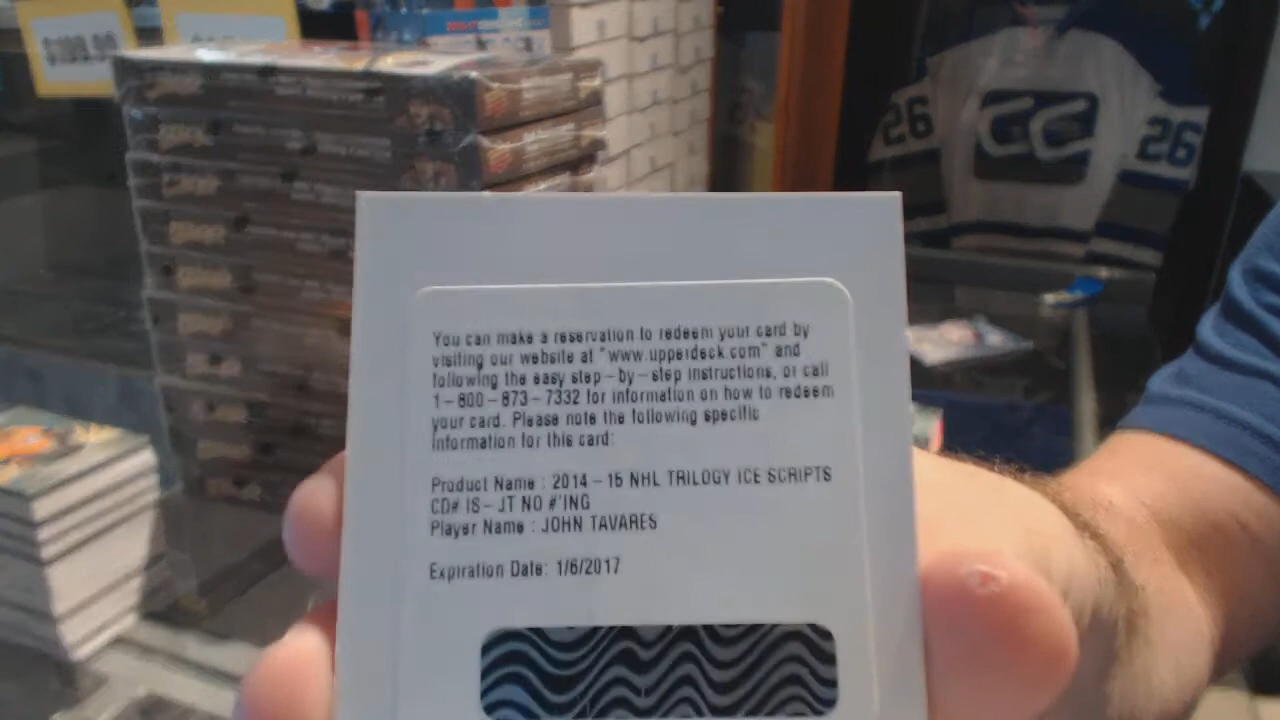 You can make a reservation to redeem your card by
visiting our website at "www.upperdeck.com" and
following the easy step-by-step instructions, or call
1-800-873-7332 for information on how to redeem
your card. Please note the following specific
information for this card:
Product Name : 2014-15 NHL TRILOGY ICE SCRIPTS
CD# IS-JT NO #'ING
Player Name : JOHN TAVARES
Expiration Date: 1/6/2017
26
CC
26